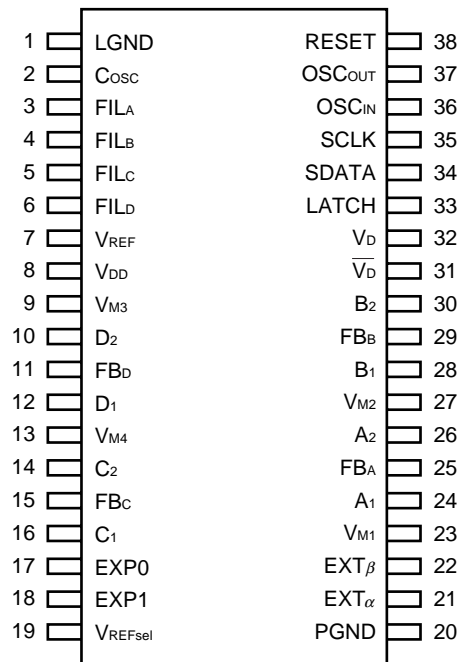 1 LGND RESET 38
2 COSC OSCOUT 37
3 FILA OSCIN 36
4 FILB SCLK 35
5 FILC SDATA 34
6 FILD LATCH 33
7 VREF VD 32
8 VDD V̅D̅ 31
9 VM3 B2 30
10 D2 FBB 29
11 FBD B1 28
12 D1 VM2 27
13 VM4 A2 26
14 C2 FBA 25
15 FBC A1 24
16 C1 VM1 23
17 EXP0 EXTβ 22
18 EXP1 EXTα 21
19 VREFsel PGND 20